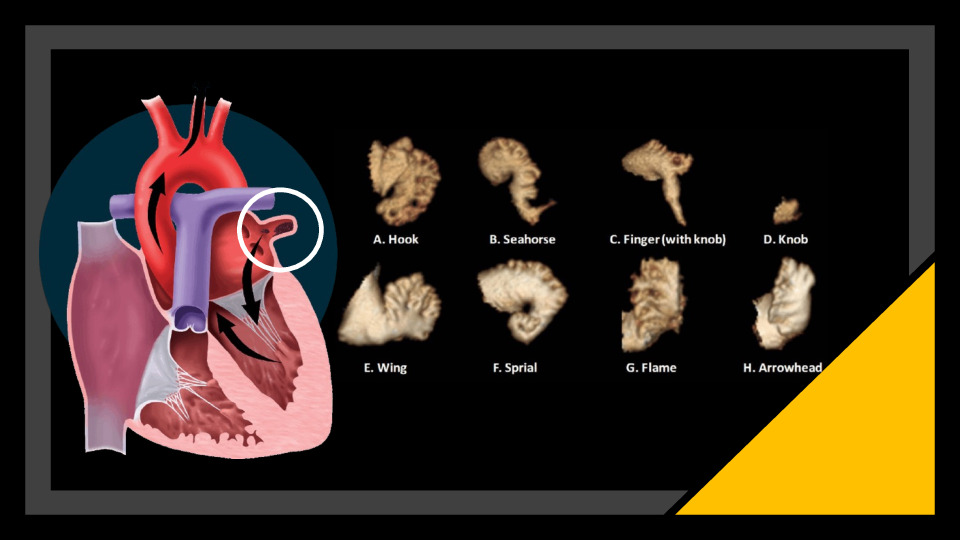 A. Hook
B. Seahorse
C. Finger (with knob)
D. Knob
E. Wing
F. Sprial
G. Flame
H. Arrowhead